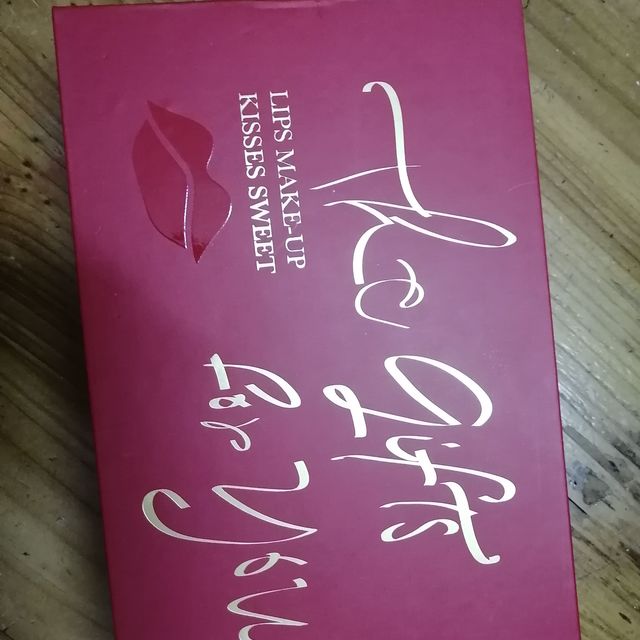 The Gifts
For You
LIPS MAKE-UP
KISSES SWEET